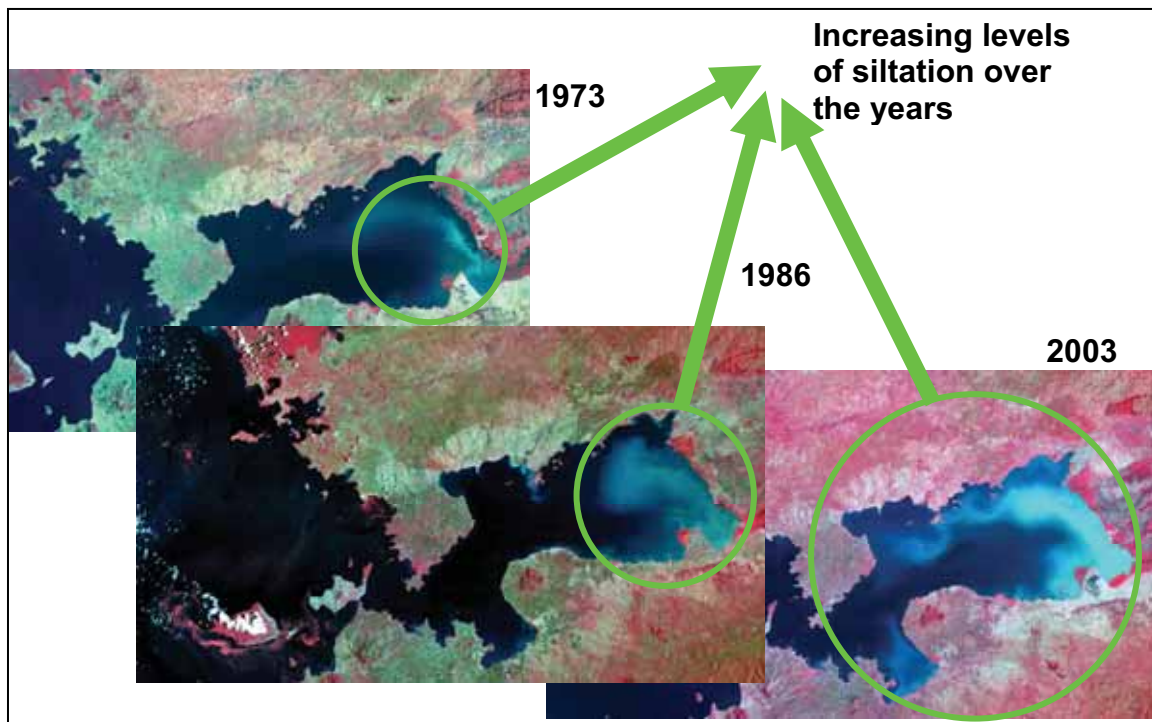 Increasing levels
of siltation over
the years
1973
1986
2003